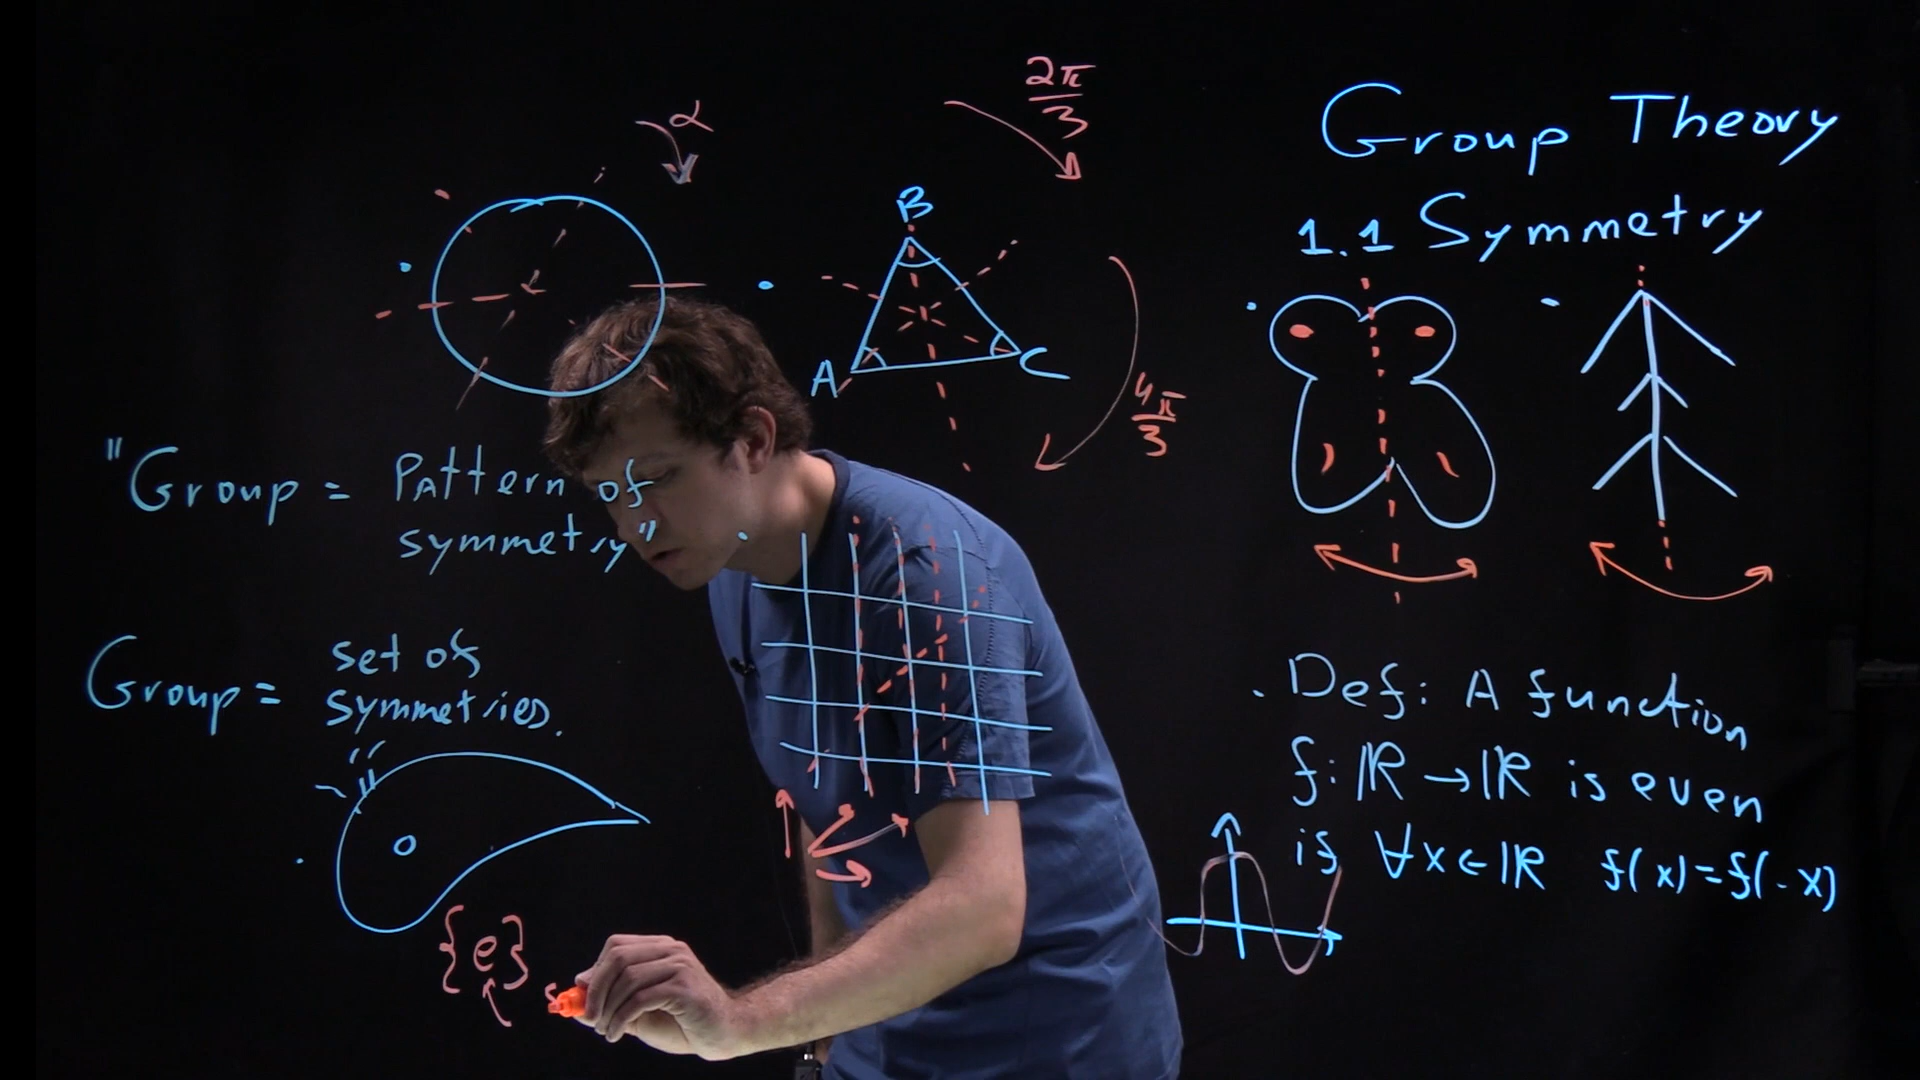 Group Theory
1.1 Symmetry
α
2π
3
B
A
C
4π
3
"Group = Pattern of
symmetry"
Group = set of
symmetries.
{e}
. Def: A function
f: ℝ → ℝ is even
if ∀x∈ℝ f(x)=f(-x)